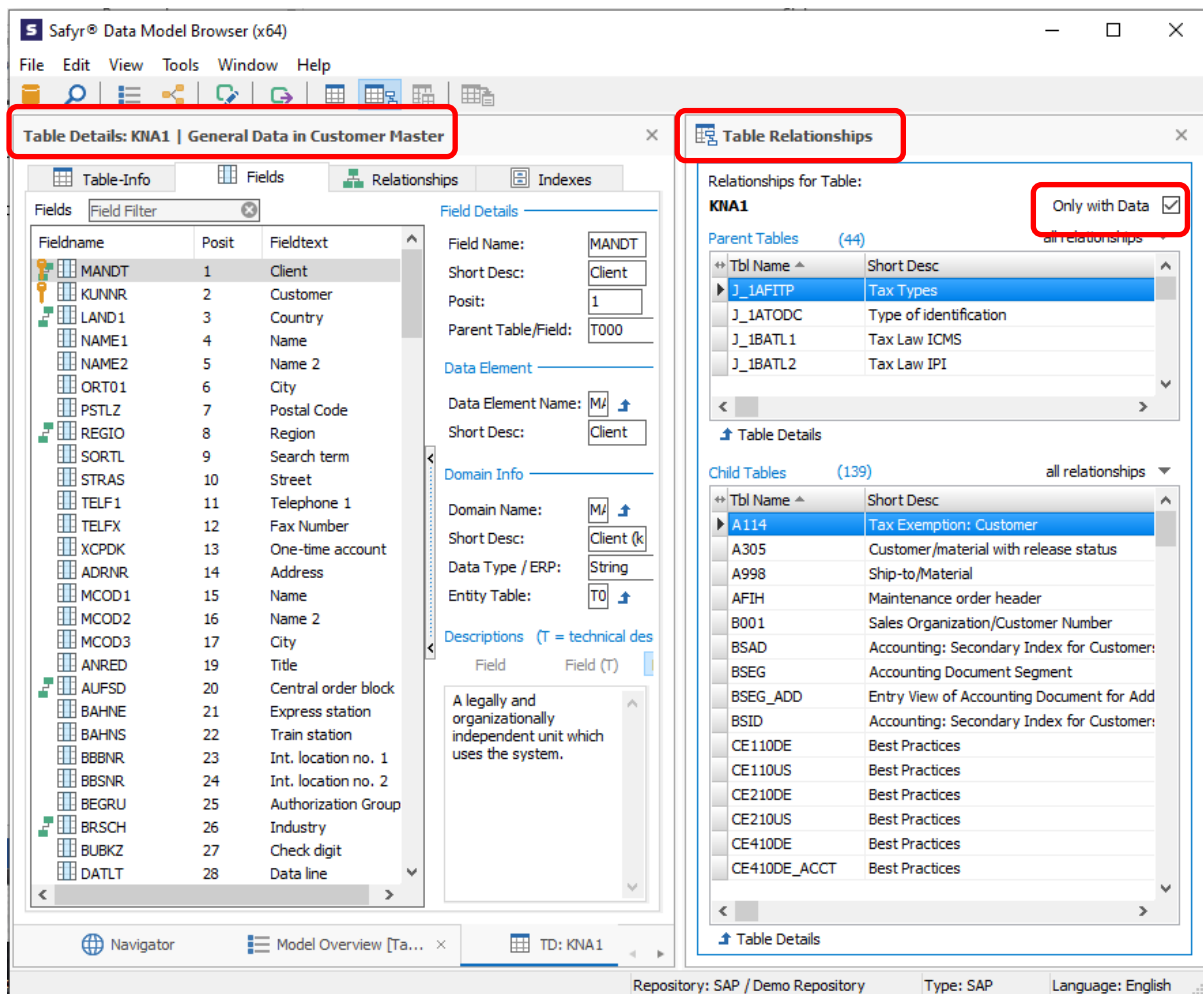 Safyr® Data Model Browser (x64)
File Edit View Tools Window Help
Table Details: KNA1 | General Data in Customer Master
Table-Info Fields Relationships Indexes
Fields Field Filter
Fieldname Posit Fieldtext
MANDT 1 Client
KUNNR 2 Customer
LAND1 3 Country
NAME1 4 Name
NAME2 5 Name 2
ORT01 6 City
PSTLZ 7 Postal Code
REGIO 8 Region
SORTL 9 Search term
STRAS 10 Street
TELF1 11 Telephone 1
TELFX 12 Fax Number
XCPDK 13 One-time account
ADRNR 14 Address
MCOD1 15 Name
MCOD2 16 Name 2
MCOD3 17 City
ANRED 19 Title
AUFSD 20 Central order block
BAHNE 21 Express station
BAHNS 22 Train station
BBBNR 23 Int. location no. 1
BBSNR 24 Int. location no. 2
BEGRU 25 Authorization Group
BRSCH 26 Industry
BUBKZ 27 Check digit
DATLT 28 Data line
Field Details
Field Name: MANDT
Short Desc: Client
Posit: 1
Parent Table/Field: T000
Data Element
Data Element Name: MA
Short Desc: Client
Domain Info
Domain Name: MA
Short Desc: Client (k
Data Type / ERP: String
Entity Table: T0
Descriptions (T = technical des
Field Field (T)
A legally and
organizationally
independent unit which
uses the system.
Navigator Model Overview [Ta... TD: KNA1
Table Relationships
Relationships for Table:
KNA1 Only with Data
Parent Tables (44) all relationships
Tbl Name Short Desc
J_1AFITP Tax Types
J_1ATODC Type of identification
J_1BATL1 Tax Law ICMS
J_1BATL2 Tax Law IPI
Table Details
Child Tables (139) all relationships
Tbl Name Short Desc
A114 Tax Exemption: Customer
A305 Customer/material with release status
A998 Ship-to/Material
AFIH Maintenance order header
B001 Sales Organization/Customer Number
BSAD Accounting: Secondary Index for Customers
BSEG Accounting Document Segment
BSEG_ADD Entry View of Accounting Document for Add
BSID Accounting: Secondary Index for Customers
CE110DE Best Practices
CE110US Best Practices
CE210DE Best Practices
CE210US Best Practices
CE410DE Best Practices
CE410DE_ACCT Best Practices
Table Details
Repository: SAP / Demo Repository Type: SAP Language: English